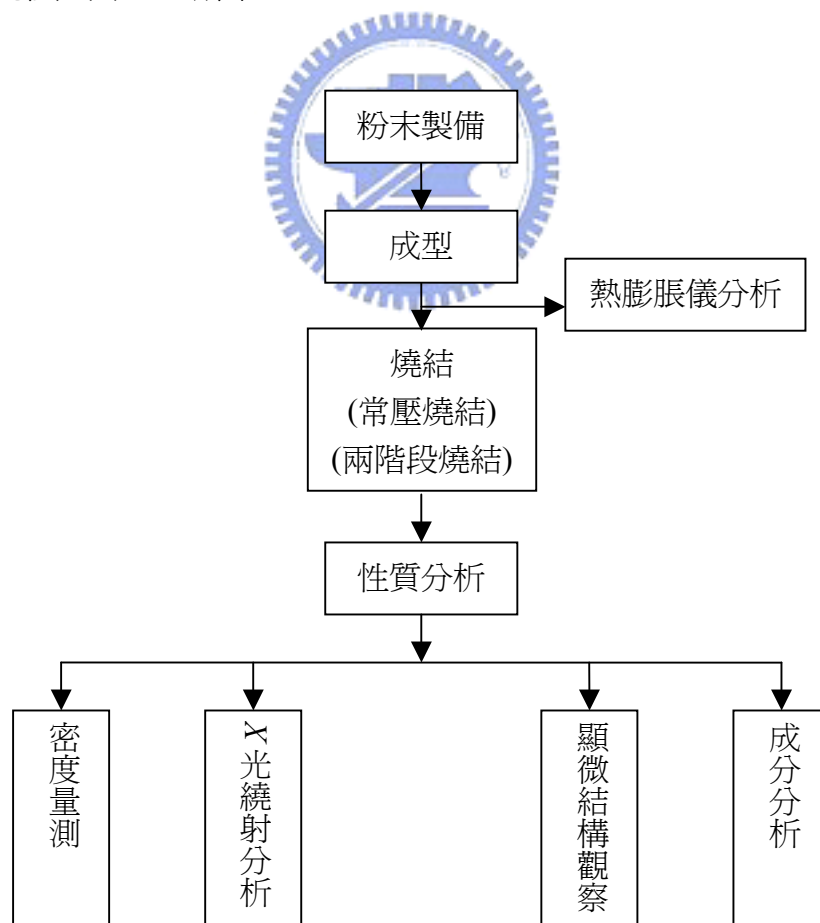 粉末製備
成型
熱膨脹儀分析
燒結
(常壓燒結)
(兩階段燒結)
性質分析
密度量測
X光繞射分析
顯微結構觀察
成分分析